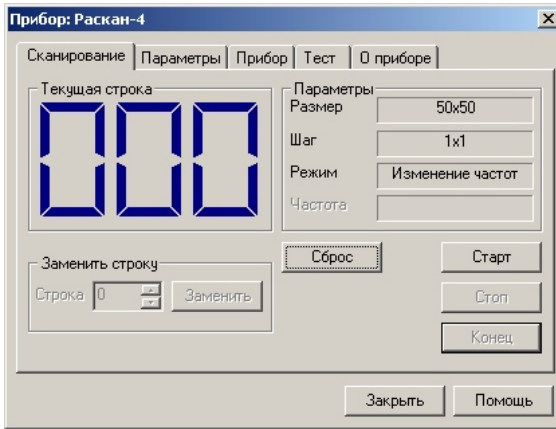 Прибор: Раскан-4
Сканирование Параметры Прибор Тест О приборе
Текущая строка
000
Параметры
Размер 50x50
Шаг 1x1
Режим Изменение частот
Частота
Заменить строку
Строка 0 Заменить
Сброс Старт
Стоп
Конец
Закрыть Помощь